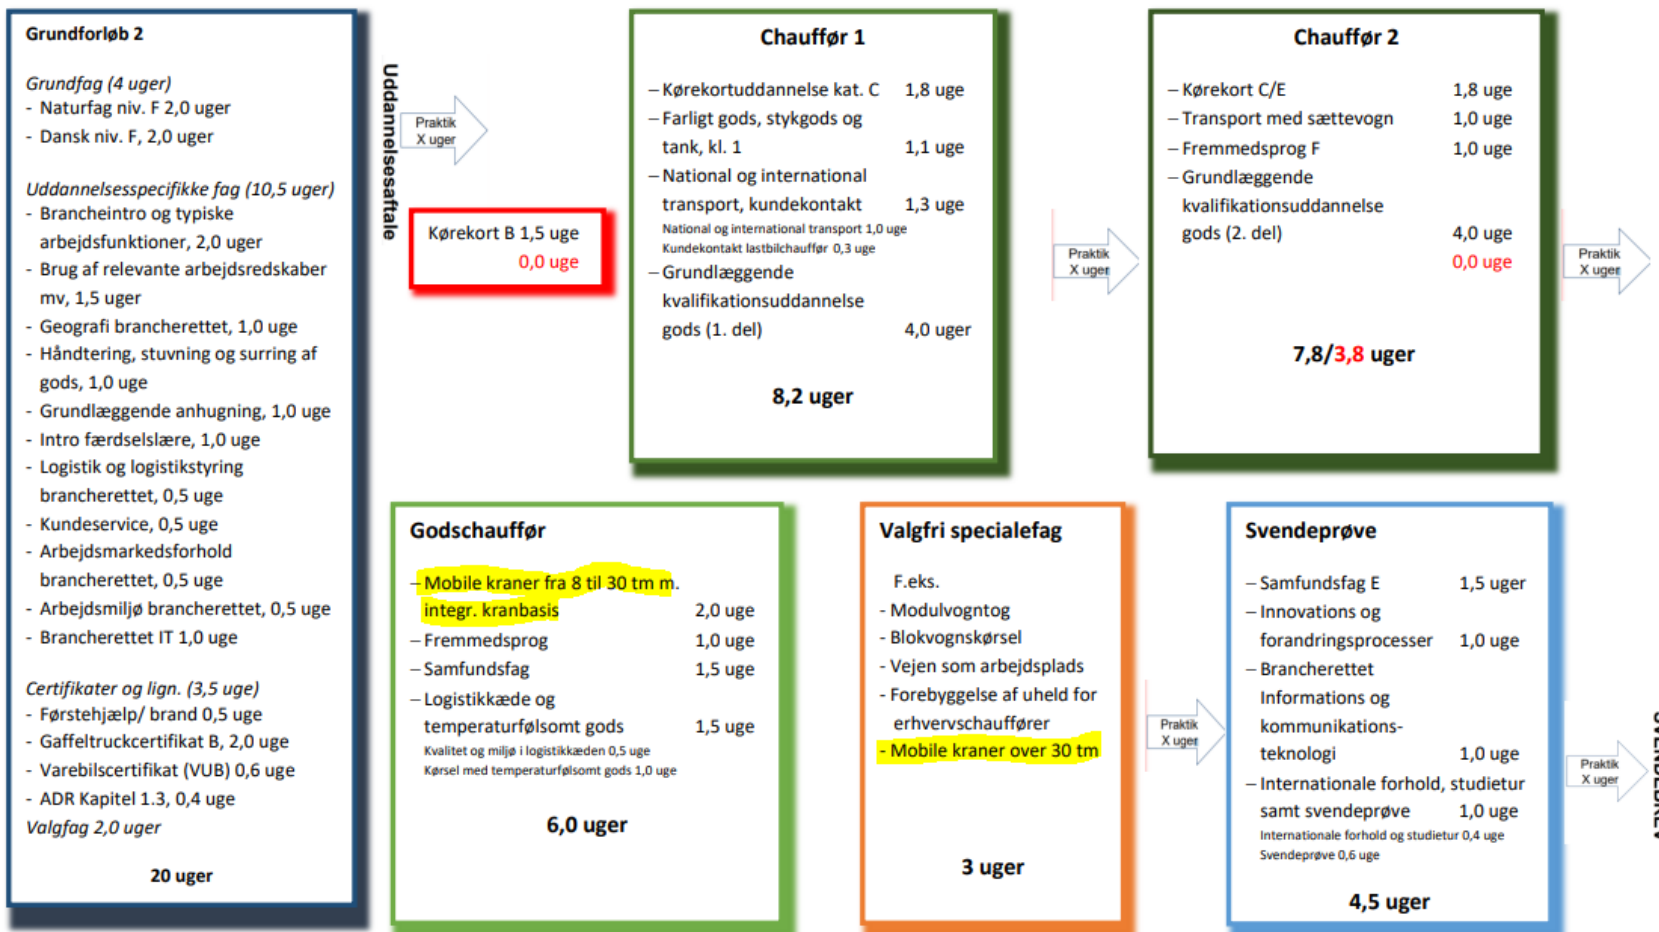 Grundforløb 2
Grundfag (4 uger)
- Naturfag niv. F 2,0 uger
- Dansk niv. F, 2,0 uger
Uddannelsesspecifikke fag (10,5 uger)
- Brancheintro og typiske
arbejdsfunktioner, 2,0 uger
- Brug af relevante arbejdsredskaber
mv, 1,5 uger
- Geografi brancherettet, 1,0 uge
- Håndtering, stuvning og surring af
gods, 1,0 uge
- Grundlæggende anhugning, 1,0 uge
- Intro færdselslære, 1,0 uge
- Logistik og logistikstyring
brancherettet, 0,5 uge
- Kundeservice, 0,5 uge
- Arbejdsmarkedsforhold
brancherettet, 0,5 uge
- Arbejdsmiljø brancherettet, 0,5 uge
- Brancherettet IT 1,0 uge
Certifikater og lign. (3,5 uge)
- Førstehjælp/ brand 0,5 uge
- Gaffeltruckcertifikat B, 2,0 uge
- Varebilscertifikat (VUB) 0,6 uge
- ADR Kapitel 1.3, 0,4 uge
Valgfag 2,0 uger
20 uger
Uddannelsesaftale
Praktik
X uger
Kørekort B 1,5 uge
0,0 uge
Chauffør 1
– Kørekortuddannelse kat. C 1,8 uge
– Farligt gods, stykgods og
tank, kl. 1 1,1 uge
– National og international
transport, kundekontakt 1,3 uge
National og international transport 1,0 uge
Kundekontakt lastbilchauffør 0,3 uge
– Grundlæggende
kvalifikationsuddannelse
gods (1. del) 4,0 uger
8,2 uger
Praktik
X uger
Chauffør 2
– Kørekort C/E 1,8 uge
– Transport med sættevogn 1,0 uge
– Fremmedsprog F 1,0 uge
– Grundlæggende
kvalifikationsuddannelse
gods (2. del) 4,0 uge
0,0 uge
7,8/3,8 uger
Praktik
X uger
Godschauffør
– Mobile kraner fra 8 til 30 tm m.
integr. kranbasis 2,0 uge
– Fremmedsprog 1,0 uge
– Samfundsfag 1,5 uge
– Logistikkæde og
temperaturfølsomt gods 1,5 uge
Kvalitet og miljø i logistikkæden 0,5 uge
Kørsel med temperaturfølsomt gods 1,0 uge
6,0 uger
Valgfri specialefag
F.eks.
- Modulvogntog
- Blokvognskørsel
- Vejen som arbejdsplads
- Forebyggelse af uheld for
erhvervschauffører
- Mobile kraner over 30 tm
3 uger
Praktik
X uger
Svendeprøve
– Samfundsfag E 1,5 uger
– Innovations og
forandringsprocesser 1,0 uge
– Brancherettet
Informations og
kommunikations-
teknologi 1,0 uge
– Internationale forhold, studietur
samt svendeprøve 1,0 uge
Internationale forhold og studietur 0,4 uge
Svendeprøve 0,6 uge
4,5 uger
Praktik
X uger